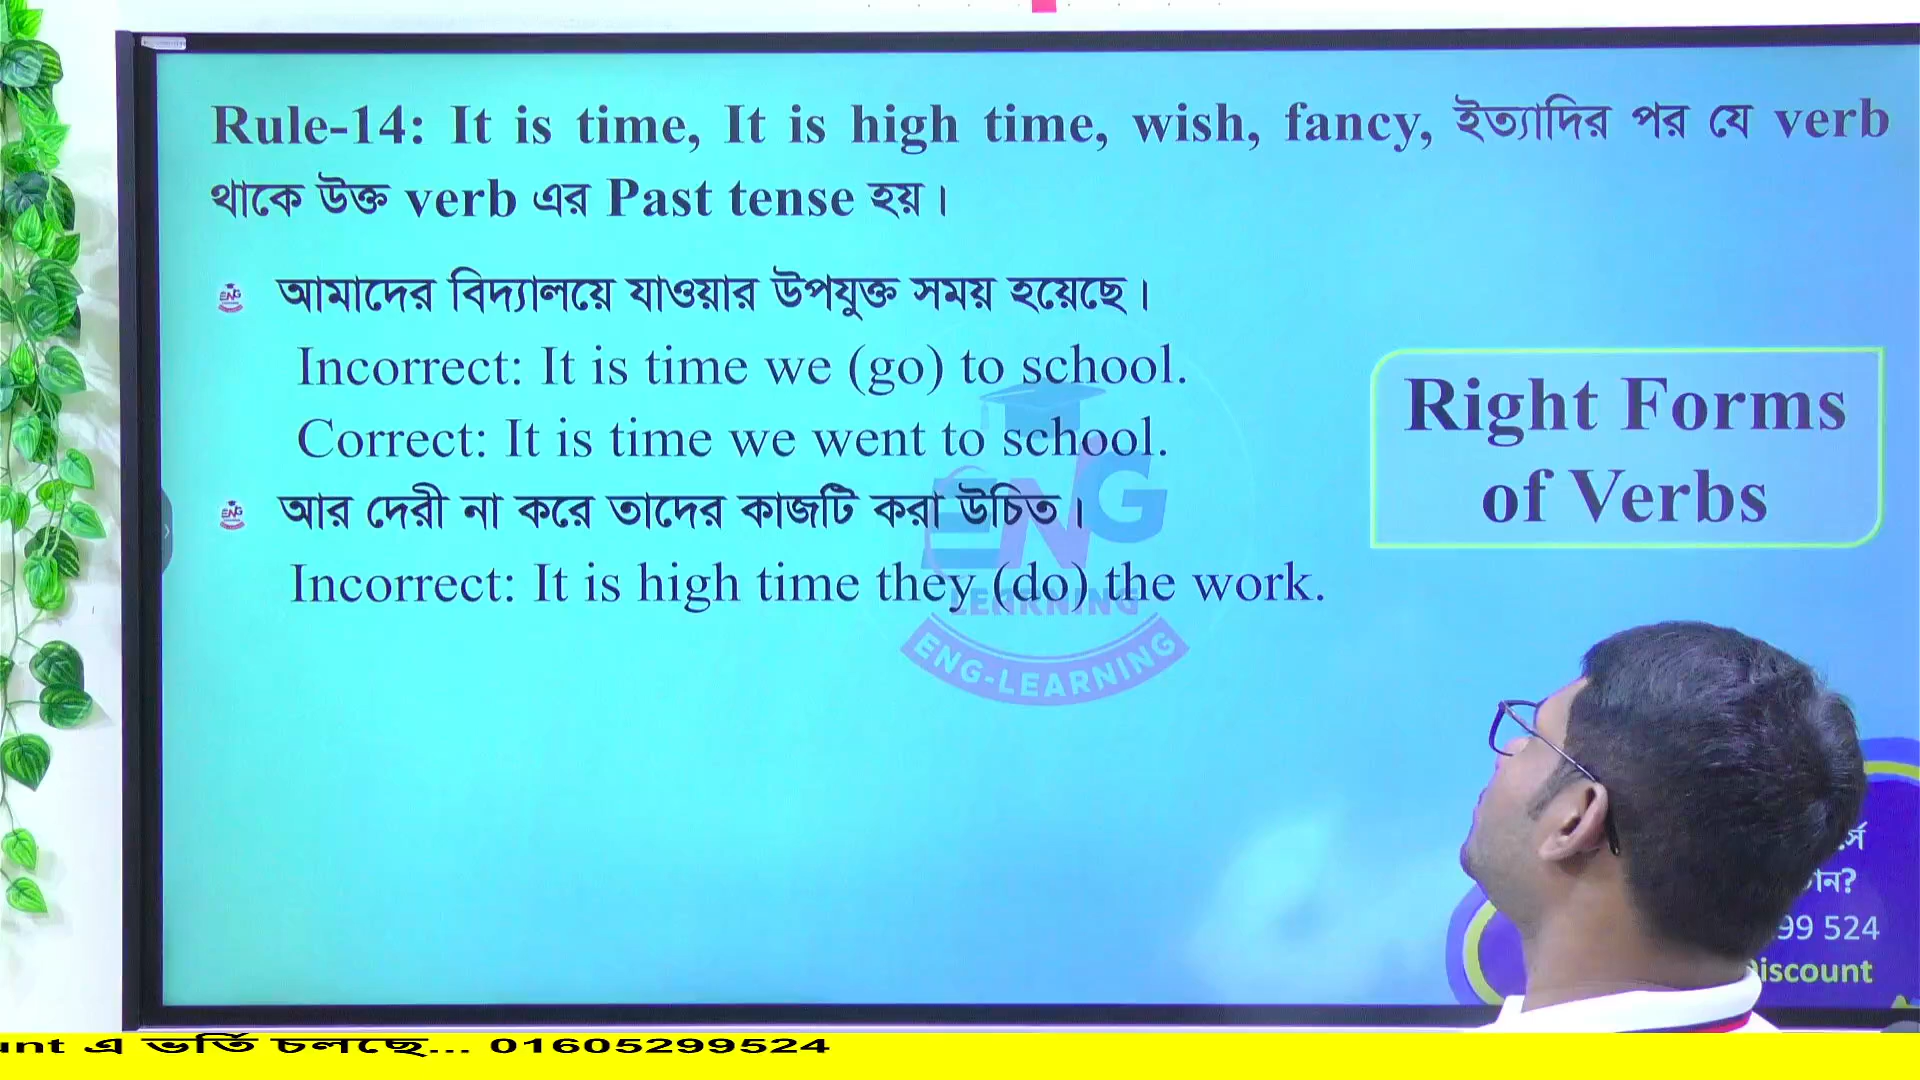 Rule-14: It is time, It is high time, wish, fancy, ইত্যাদির পর যে verb
থাকে উক্ত verb এর Past tense হয়।
আমাদের বিদ্যালয়ে যাওয়ার উপযুক্ত সময় হয়েছে।
Incorrect: It is time we (go) to school.
Correct: It is time we went to school.
আর দেরী না করে তাদের কাজটি করা উচিত।
Incorrect: It is high time they (do) the work.
Right Forms
of Verbs
ENG
LEARNING
ENG-LEARNING
99 524
এ ভর্তি চলছে... 01605299524